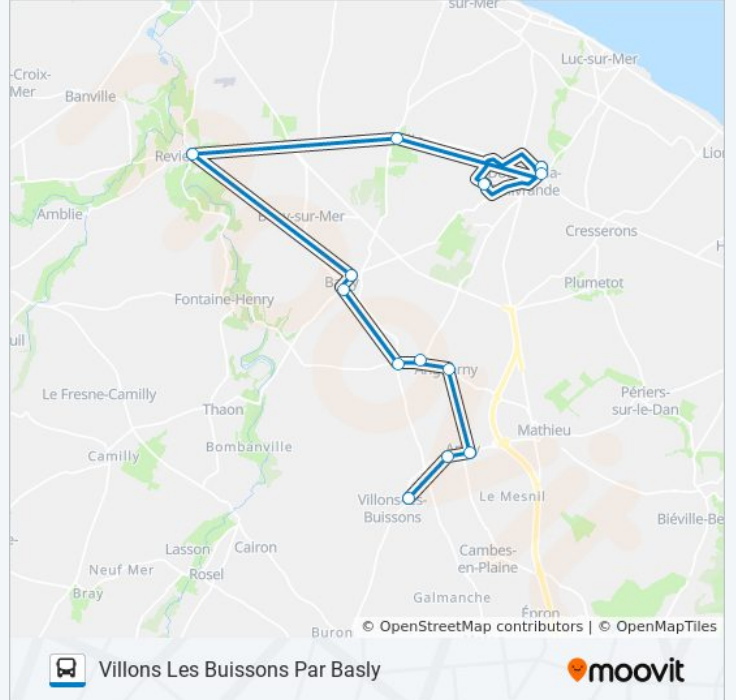 sur-Mer
Luc-sur-Mer
-Croix-
Mer
Banville
Lion
Amblie
Cresserons
H
Plumetot
Fontaine-Henry
uil
Le Fresne-Camilly
Périers-
sur-le-Dan
Thaon
Mathieu
Bombanville
Camilly
Villons-les-
Buissons
Le Mesnil
Biéville-Be
Lasson
Cairon
Cambes-
en-Plaine
Neuf Mer
Rosel
Bray
Galmanche
Épron
Buron
© OpenStreetMap contributors | © OpenMapTiles
Villons Les Buissons Par Basly
moovit